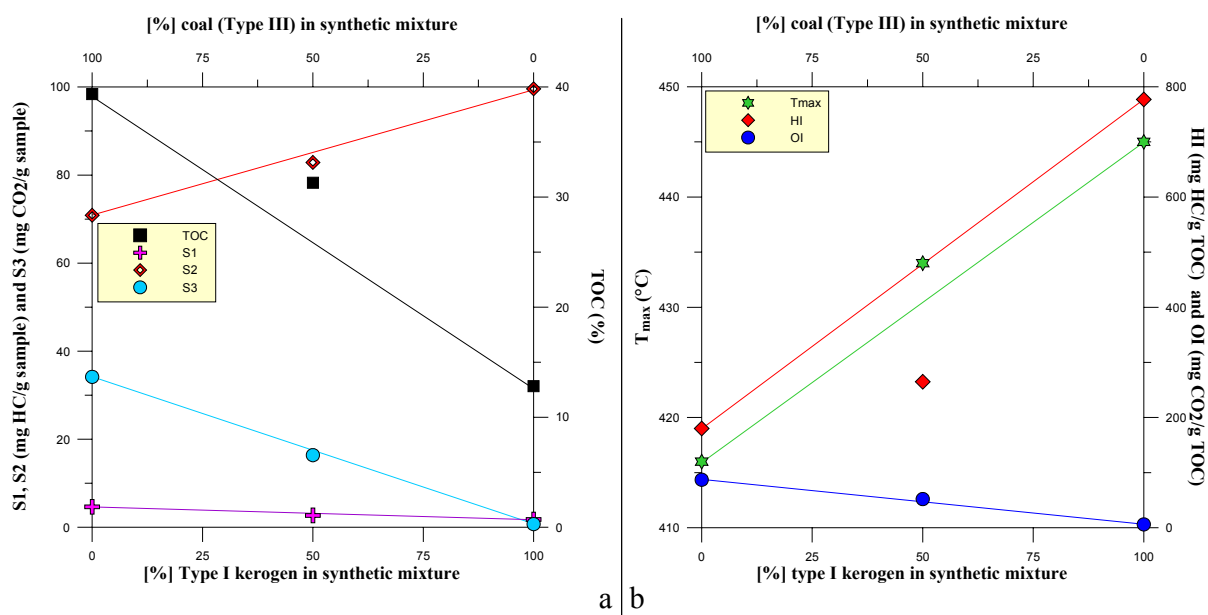 [%] coal (Type III) in synthetic mixture
100 75 50 25 0
S1, S2 (mg HC/g sample) and S3 (mg CO2/g sample)
100
80
60
40
20
0
TOC
S1
S2
S3
40
30
20
10
0
TOC (%)
0 25 50 75 100
[%] Type I kerogen in synthetic mixture
a
[%] coal (Type III) in synthetic mixture
100 75 50 25 0
Tmax (°C)
450
440
430
420
410
Tmax
HI
OI
800
600
400
200
0
HI (mg HC/g TOC) and OI (mg CO2/g TOC)
0 25 50 75 100
[%] type I kerogen in synthetic mixture
b